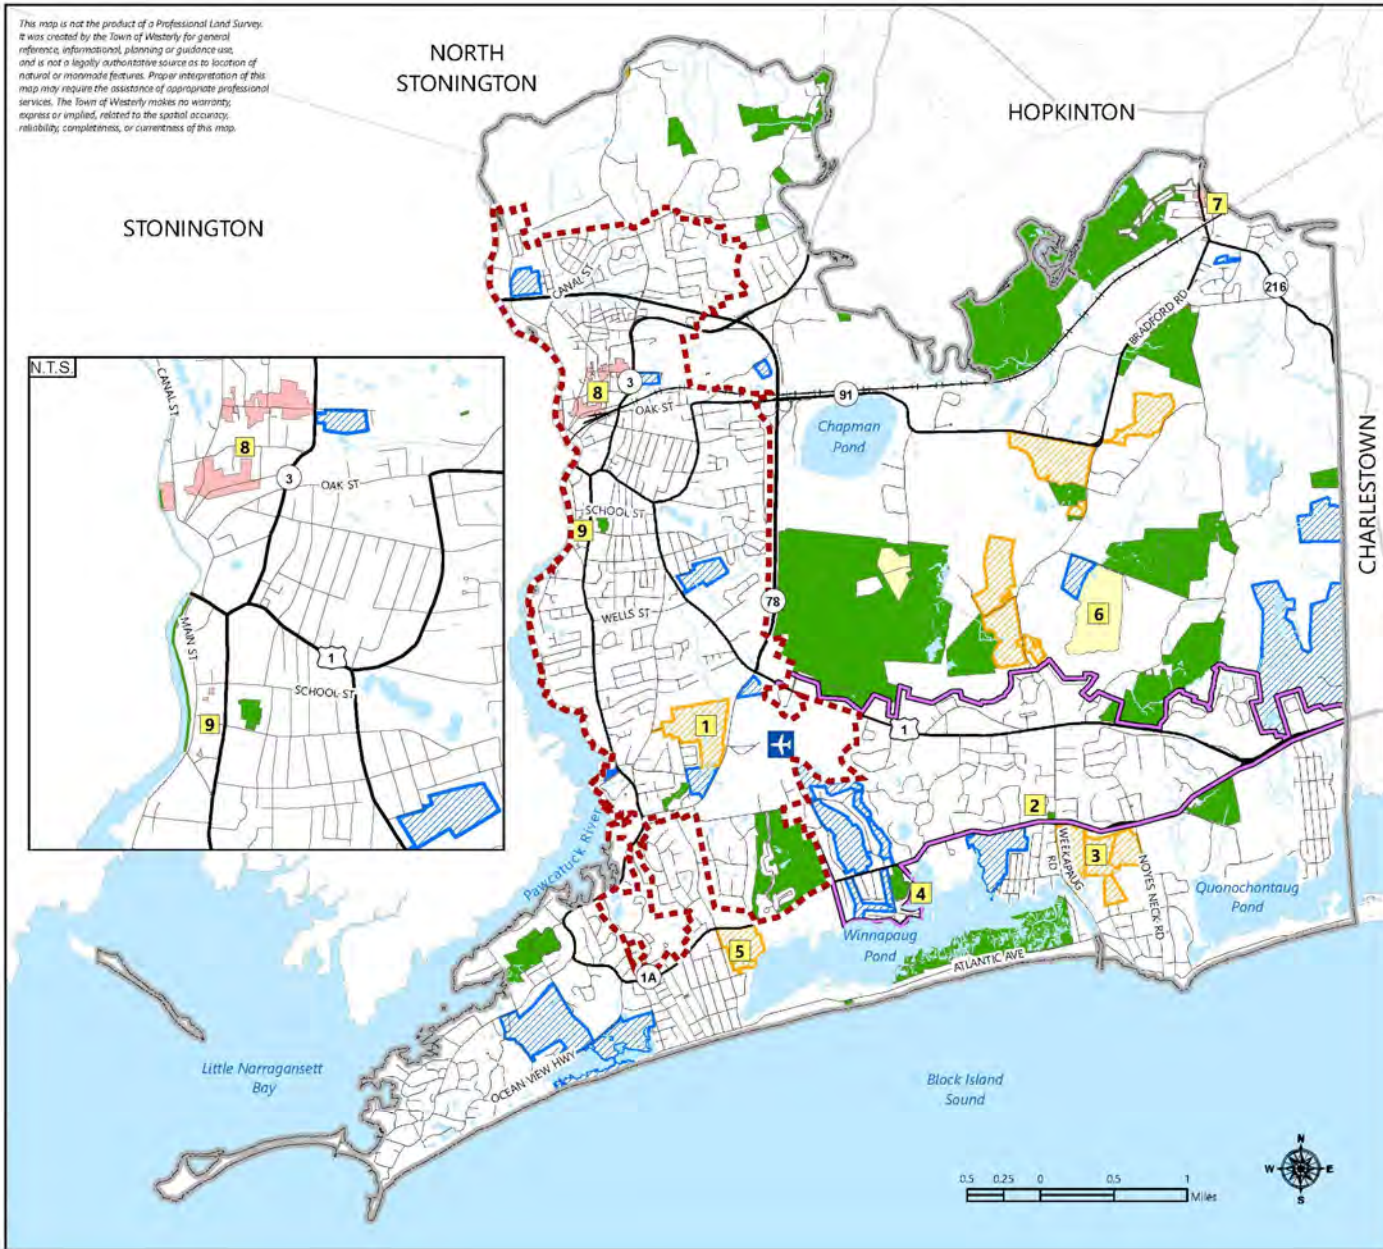 This map is not the product of a Professional Land Survey.
It was created by the Town of Westerly for general
reference, informational, planning or guidance use,
and is not a legally authoritative source as to location of
natural or manmade features. Proper interpretation of this
map may require the assistance of appropriate professional
services. The Town of Westerly makes no warranty,
express or implied, related to the spatial accuracy,
reliability, completeness, or currentness of this map.
NORTH
STONINGTON
HOPKINTON
STONINGTON
7
CANAL ST
216
BRADFORD RD
N.T.S.
CANAL ST
8
3
OAK ST
8
3
OAK ST
91
Chapman
Pond
CHARLESTOWN
SCHOOL ST
9
WELLS ST
78
6
MAIN ST
1
SCHOOL ST
9
1
1
2
WEEKAPAUG
RD
3
NOYES NECK RD
Pawcatuck River
4
Quonochontaug
Pond
Winnapaug
Pond
5
1A
ATLANTIC AVE
OCEAN VIEW HWY
Little Narragansett
Bay
Block Island
Sound
N
W
E
S
0.5
0.25
0
0.5
1
Miles